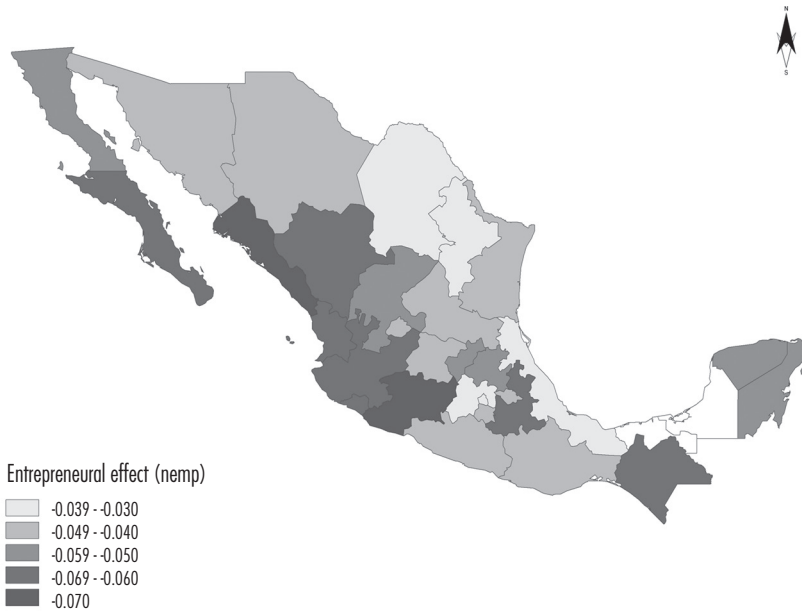 N
S
Entrepreneural effect (nemp)
-0.039 - -0.030
-0.049 - -0.040
-0.059 - -0.050
-0.069 - -0.060
-0.070